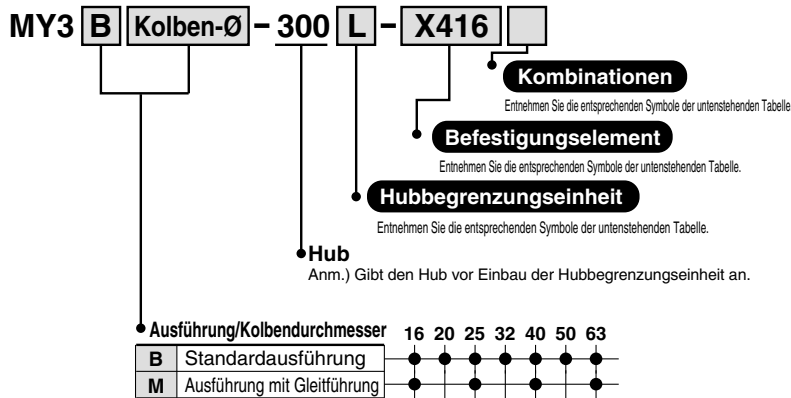 MY3 B Kolben-Ø - 300 L - X416
Kombinationen
Entnehmen Sie die entsprechenden Symbole der untenstehenden Tabelle
Befestigungselement
Entnehmen Sie die entsprechenden Symbole der untenstehenden Tabelle.
Hubbegrenzungseinheit
Entnehmen Sie die entsprechenden Symbole der untenstehenden Tabelle.
Hub
Anm.) Gibt den Hub vor Einbau der Hubbegrenzungseinheit an.
Ausführung/Kolbendurchmesser 16 20 25 32 40 50 63
B Standardausführung
M Ausführung mit Gleitführung